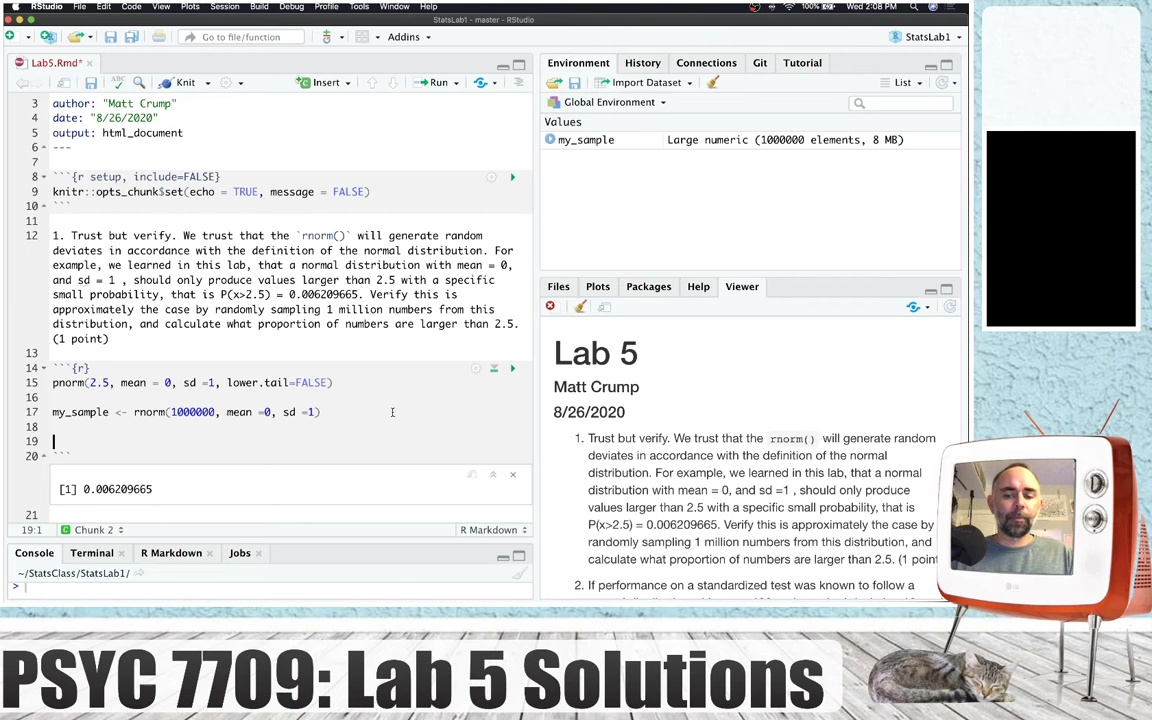 RStudio File Edit Code View Plots Session Build Debug Profile Tools Window Help 100% Wed 2:08 PM
StatsLab1 - master - RStudio
Go to file/function Addins StatsLab1
Lab5.Rmd*
Knit Insert Run
3 author: "Matt Crump"
4 date: "8/26/2020"
5 output: html_document
6 ---
7
8 ```{r setup, include=FALSE}
9 knitr::opts_chunk$set(echo = TRUE, message = FALSE)
10 ```
11
12 1. Trust but verify. We trust that the `rnorm()` will generate random
deviates in accordance with the definition of the normal distribution. For
example, we learned in this lab, that a normal distribution with mean = 0,
and sd = 1 , should only produce values larger than 2.5 with a specific
small probability, that is P(x>2.5) = 0.006209665. Verify this is
approximately the case by randomly sampling 1 million numbers from this
distribution, and calculate what proportion of numbers are larger than 2.5.
(1 point)
13
14 ```{r}
15 pnorm(2.5, mean = 0, sd =1, lower.tail=FALSE)
16
17 my_sample <- rnorm(1000000, mean =0, sd =1)
18
19
20 ```
[1] 0.006209665
21
19:1 Chunk 2 R Markdown
Console Terminal R Markdown Jobs
~/StatsClass/StatsLab1/
>
Environment History Connections Git Tutorial
Import Dataset List
Global Environment
Values
my_sample Large numeric (1000000 elements, 8 MB)
Files Plots Packages Help Viewer
Lab 5
Matt Crump
8/26/2020
1. Trust but verify. We trust that the rnorm() will generate random
deviates in accordance with the definition of the normal
distribution. For example, we learned in this lab, that a normal
distribution with mean = 0, and sd =1 , should only produce
values larger than 2.5 with a specific small probability, that is
P(x>2.5) = 0.006209665. Verify this is approximately the case by
randomly sampling 1 million numbers from this distribution, and
calculate what proportion of numbers are larger than 2.5. (1 point
2. If performance on a standardized test was known to follow a
LG
PSYC 7709: Lab 5 Solutions